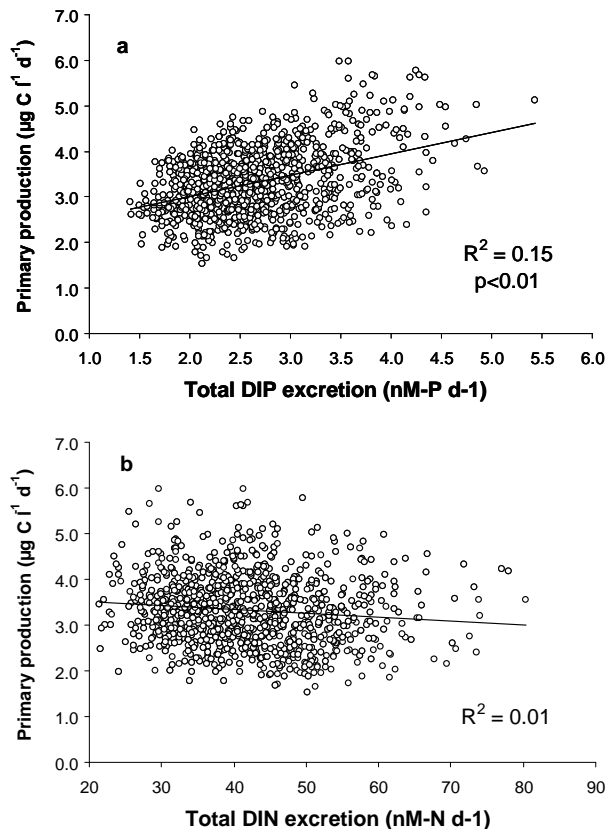 a
Primary production (µg C l⁻¹ d⁻¹)
7.0
6.0
5.0
4.0
3.0
2.0
1.0
0.0
R² = 0.15
p<0.01
1.0 1.5 2.0 2.5 3.0 3.5 4.0 4.5 5.0 5.5 6.0
Total DIP excretion (nM-P d-1)
b
Primary production (µg C l⁻¹ d⁻¹)
7.0
6.0
5.0
4.0
3.0
2.0
1.0
0.0
R² = 0.01
20 30 40 50 60 70 80 90
Total DIN excretion (nM-N d-1)